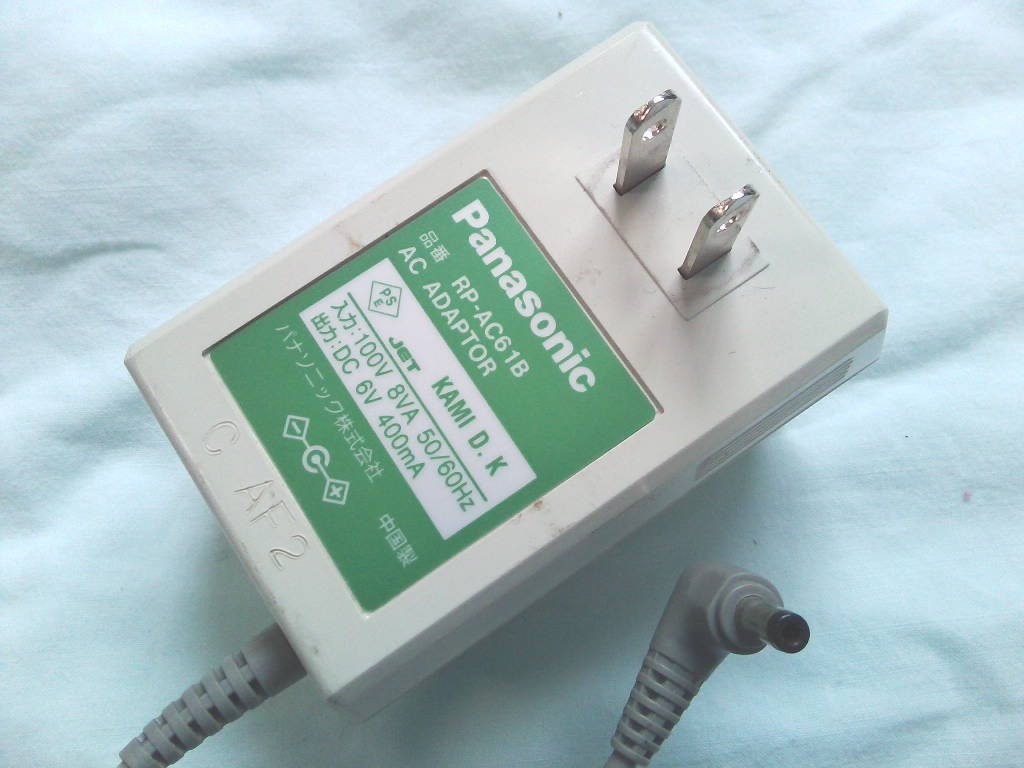 Panasonic
品番 RP-AC61B
AC ADAPTOR
PS
E
JET KAMI D.K
入力:100V 8VA 50/60Hz
出力:DC 6V 400mA
パナソニック株式会社
中国製
C AF2